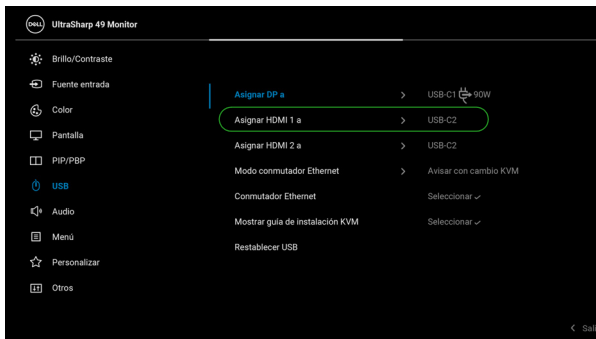 DELL UltraSharp 49 Monitor
Brillo/Contraste
Fuente entrada
Color
Pantalla
PIP/PBP
USB
Audio
Menú
Personalizar
Otros
Asignar DP a > USB-C1 90W
Asignar HDMI 1 a > USB-C2
Asignar HDMI 2 a > USB-C2
Modo conmutador Ethernet > Avisar con cambio KVM
Conmutador Ethernet Seleccionar
Mostrar guía de instalación KVM Seleccionar
Restablecer USB
< Sali